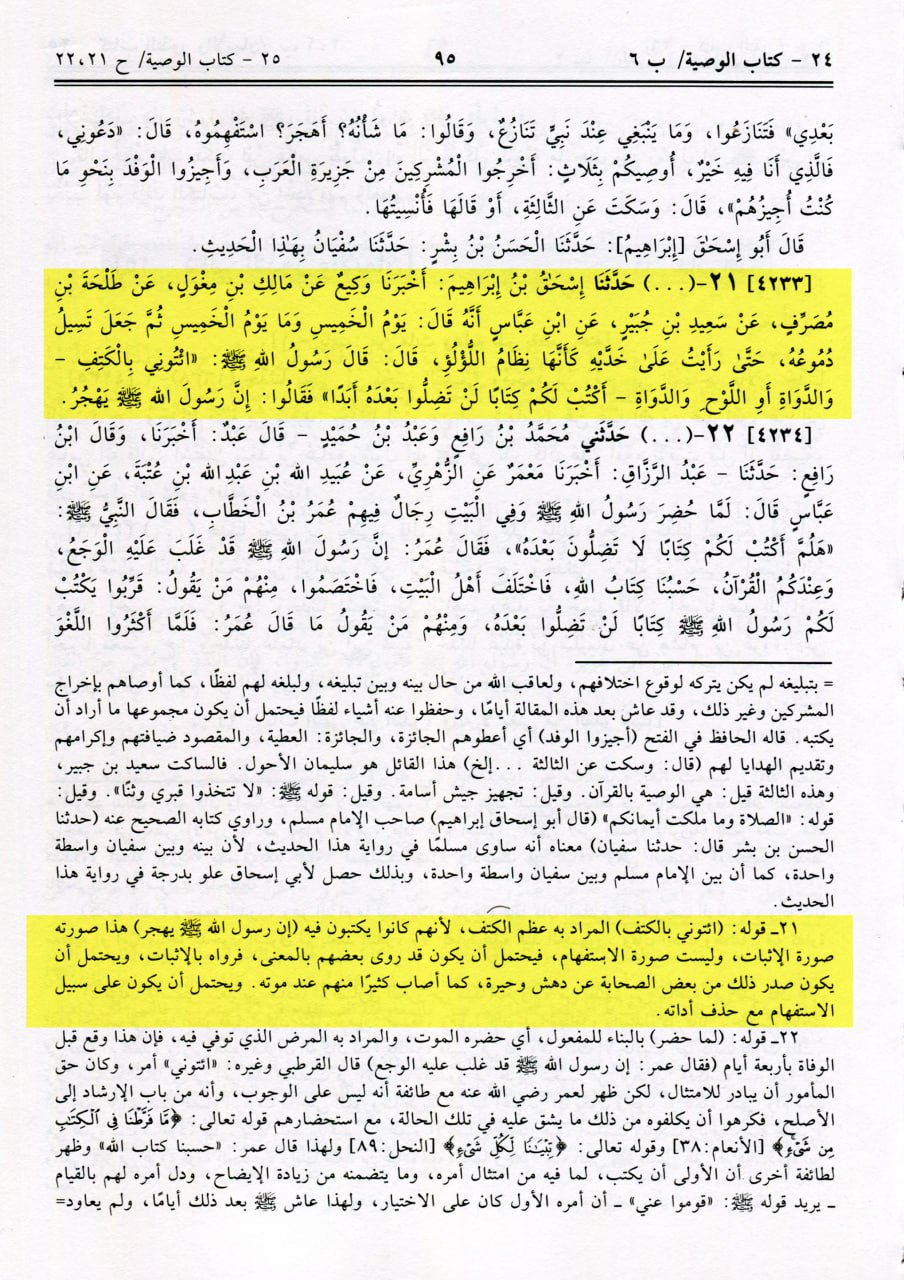 ٢٤ - كتاب الوصية/ ب ٦ ٩٥ ٢٥ - كتاب الوصية/ ح ٢٢،٢١
بَعْدِي» فَتَنَازَعُوا، وَمَا يَنْبَغِي عِنْدَ نَبِيٍّ تَنَازُعٌ، وَقَالُوا: مَا شَأْنُهُ؟ أَهَجَرَ؟ اسْتَفْهِمُوهُ، قَالَ: «دَعُونِي،
فَالَّذِي أَنَا فِيهِ خَيْرٌ، أُوصِيكُمْ بِثَلَاثٍ: أَخْرِجُوا الْمُشْرِكِينَ مِنْ جَزِيرَةِ الْعَرَبِ، وَأَجِيزُوا الْوَفْدَ بِنَحْوِ مَا
كُنْتُ أُجِيزُهُمْ»، قَالَ: وَسَكَتَ عَنِ الثَّالِثَةِ، أَوْ قَالَهَا فَأُنْسِيتُهَا.
قَالَ أَبُو إِسْحٰقَ [إِبْرَاهِيمُ]: حَدَّثَنَا الْحَسَنُ بْنُ بِشْرٍ: حَدَّثَنَا سُفْيَانُ بِهٰذَا الْحَدِيثِ.
[٤٢٣٣] ٢١-(...) حَدَّثَنَا إِسْحٰقُ بْنُ إِبْرَاهِيمَ: أَخْبَرَنَا وَكِيعٌ عَنْ مَالِكِ بْنِ مِغْوَلٍ، عَنْ طَلْحَةَ بْنِ
مُصَرِّفٍ، عَنْ سَعِيدِ بْنِ جُبَيْرٍ، عَنِ ابْنِ عَبَّاسٍ أَنَّهُ قَالَ: يَوْمُ الْخَمِيسِ وَمَا يَوْمُ الْخَمِيسِ ثُمَّ جَعَلَ تَسِيلُ
دُمُوعُهُ، حَتَّىٰ رَأَيْتُ عَلَىٰ خَدَّيْهِ كَأَنَّهَا نِظَامُ اللُّؤْلُؤِ، قَالَ: قَالَ رَسُولُ اللهِ ﷺ: «ائْتُونِي بِالْكَتِفِ -
وَالدَّوَاةِ أَوِ اللَّوْحِ وَالدَّوَاةِ - أَكْتُبْ لَكُمْ كِتَابًا لَنْ تَضِلُّوا بَعْدَهُ أَبَدًا» فَقَالُوا: إِنَّ رَسُولَ اللهِ ﷺ يَهْجُرُ.
[٤٢٣٤] ٢٢-(...) حَدَّثَنِي مُحَمَّدُ بْنُ رَافِعٍ وَعَبْدُ بْنُ حُمَيْدٍ - قَالَ عَبْدٌ: أَخْبَرَنَا، وَقَالَ ابْنُ
رَافِعٍ: حَدَّثَنَا - عَبْدُ الرَّزَّاقِ: أَخْبَرَنَا مَعْمَرٌ عَنِ الزُّهْرِيِّ، عَنْ عُبَيْدِ اللهِ بْنِ عَبْدِ اللهِ بْنِ عُتْبَةَ، عَنِ ابْنِ
عَبَّاسٍ قَالَ: لَمَّا حُضِرَ رَسُولُ اللهِ ﷺ وَفِي الْبَيْتِ رِجَالٌ فِيهِمْ عُمَرُ بْنُ الْخَطَّابِ، فَقَالَ النَّبِيُّ ﷺ:
«هَلُمَّ أَكْتُبْ لَكُمْ كِتَابًا لَا تَضِلُّونَ بَعْدَهُ»، فَقَالَ عُمَرُ: إِنَّ رَسُولَ اللهِ ﷺ قَدْ غَلَبَ عَلَيْهِ الْوَجَعُ،
وَعِنْدَكُمُ الْقُرْآنُ، حَسْبُنَا كِتَابُ اللهِ، فَاخْتَلَفَ أَهْلُ الْبَيْتِ، فَاخْتَصَمُوا، مِنْهُمْ مَنْ يَقُولُ: قَرِّبُوا يَكْتُبْ
لَكُمْ رَسُولُ اللهِ ﷺ كِتَابًا لَنْ تَضِلُّوا بَعْدَهُ، وَمِنْهُمْ مَنْ يَقُولُ مَا قَالَ عُمَرُ: فَلَمَّا أَكْثَرُوا اللَّغْوَ
= بتبليغه لم يكن يتركه لوقوع اختلافهم، ولعاقب الله من حال بينه وبين تبليغه، ولبلغه لهم لفظًا، كما أوصاهم بإخراج
المشركين وغير ذلك، وقد عاش بعد هذه المقالة أيامًا، وحفظوا عنه أشياء لفظًا فيحتمل أن يكون مجموعها ما أراد أن
يكتبه. قاله الحافظ في الفتح (أجيزوا الوفد) أي أعطوهم الجائزة، والجائزة: العطية، والمقصود ضيافتهم وإكرامهم
وتقديم الهدايا لهم (قال: وسكت عن الثالثة ...إلخ) هذا القائل هو سليمان الأحول. فالساكت سعيد بن جبير،
وهذه الثالثة قيل: هي الوصية بالقرآن. وقيل: تجهيز جيش أسامة. وقيل: قوله ﷺ: «لا تتخذوا قبري وثنًا». وقيل:
قوله: «الصلاة وما ملكت أيمانكم» (قال أبو إسحاق إبراهيم) صاحب الإمام مسلم، وراوي كتابه الصحيح عنه (حدثنا
الحسن بن بشر قال: حدثنا سفيان) معناه أنه ساوى مسلمًا في رواية هذا الحديث، لأن بينه وبين سفيان واسطة
واحدة، كما أن بين الإمام مسلم وبين سفيان واسطة واحدة، وبذلك حصل لأبي إسحاق علو بدرجة في رواية هذا
الحديث.
٢١ـ قوله: (ائتوني بالكتف) المراد به عظم الكتف، لأنهم كانوا يكتبون فيه (إن رسول الله ﷺ يهجر) هذا صورته
صورة الإثبات، وليست صورة الاستفهام، فيحتمل أن يكون قد روى بعضهم بالمعنى، فرواه بالإثبات، ويحتمل أن
يكون صدر ذلك من بعض الصحابة عن دهش وحيرة، كما أصاب كثيرًا منهم عند موته. ويحتمل أن يكون على سبيل
الاستفهام مع حذف أداته.
٢٢ـ قوله: (لما حضر) بالبناء للمفعول، أي حضره الموت، والمراد به المرض الذي توفي فيه، فإن هذا وقع قبل
الوفاة بأربعة أيام (فقال عمر: إن رسول الله ﷺ قد غلب عليه الوجع) قال القرطبي وغيره: «ائتوني» أمر، وكان حق
المأمور أن يبادر للامتثال، لكن ظهر لعمر رضي الله عنه مع طائفة أنه ليس على الوجوب، وأنه من باب الإرشاد إلى
الأصلح، فكرهوا أن يكلفوه من ذلك ما يشق عليه في تلك الحالة، مع استحضارهم قوله تعالى: ﴿مَّا فَرَّطْنَا فِي ٱلْكِتَٰبِ
مِن شَىْءٍ﴾ [الأنعام:٣٨] وقوله تعالى: ﴿تِبْيَٰنًا لِّكُلِّ شَىْءٍ﴾ [النحل:٨٩] ولهذا قال عمر: «حسبنا كتاب الله» وظهر
لطائفة أخرى أن الأولى أن يكتب، لما فيه من امتثال أمره، وما يتضمنه من زيادة الإيضاح، ودل أمره لهم بالقيام
ـ يريد قوله ﷺ: «قوموا عني» ـ أن أمره الأول كان على الاختيار، ولهذا عاش ﷺ بعد ذلك أيامًا، ولم يعاود=